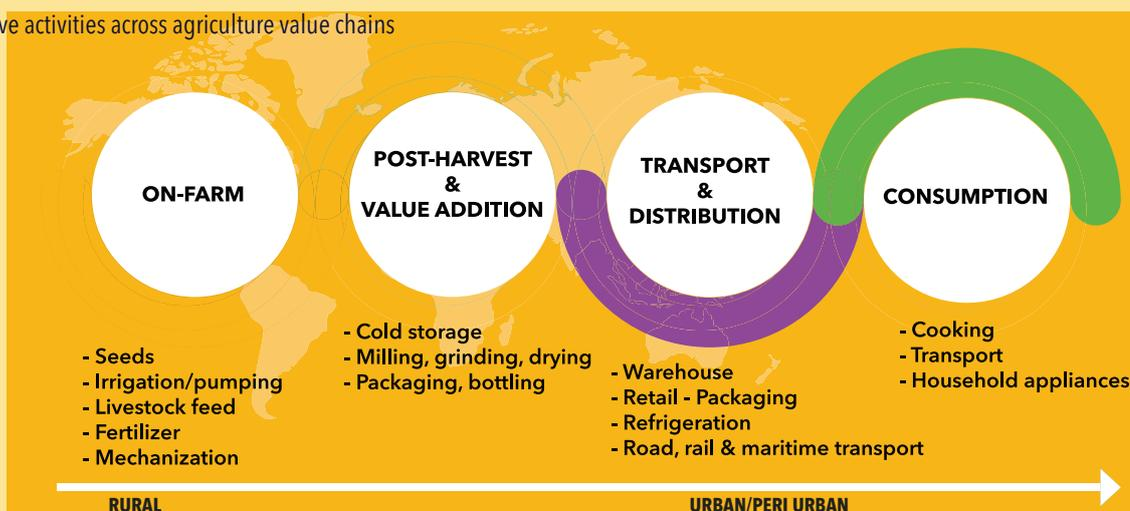 ve activities across agriculture value chains
ON-FARM
POST-HARVEST
&
VALUE ADDITION
TRANSPORT
&
DISTRIBUTION
CONSUMPTION
- Seeds
- Irrigation/pumping
- Livestock feed
- Fertilizer
- Mechanization
- Cold storage
- Milling, grinding, drying
- Packaging, bottling
- Warehouse
- Retail - Packaging
- Refrigeration
- Road, rail & maritime transport
- Cooking
- Transport
- Household appliances
RURAL
URBAN/PERI URBAN